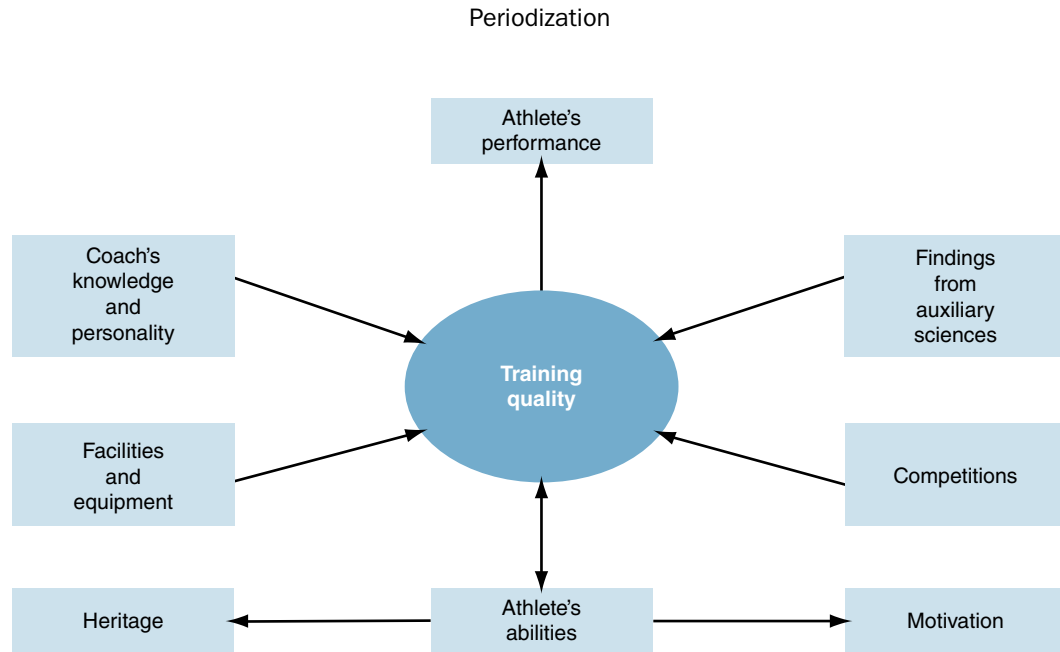 Periodization
Athlete's
performance
Coach's
knowledge
and
personality
Findings
from
auxiliary
sciences
Training
quality
Facilities
and
equipment
Competitions
Heritage
Athlete's
abilities
Motivation